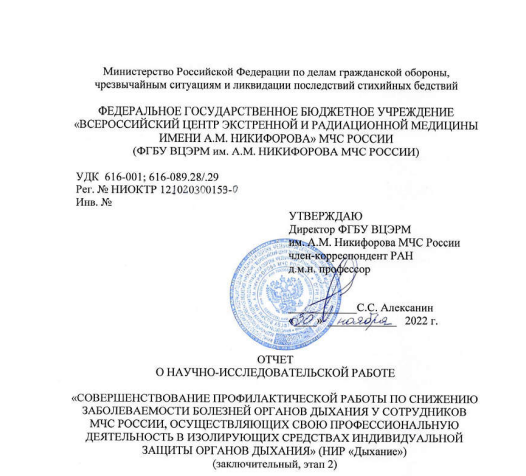 Министерство Российской Федерации по делам гражданской обороны,
чрезвычайным ситуациям и ликвидации последствий стихийных бедствий
ФЕДЕРАЛЬНОЕ ГОСУДАРСТВЕННОЕ БЮДЖЕТНОЕ УЧРЕЖДЕНИЕ
«ВСЕРОССИЙСКИЙ ЦЕНТР ЭКСТРЕННОЙ И РАДИАЦИОННОЙ МЕДИЦИНЫ
ИМЕНИ А.М. НИКИФОРОВА» МЧС РОССИИ
(ФГБУ ВЦЭРМ им. А.М. НИКИФОРОВА МЧС РОССИИ)
УДК 616-001; 616-089.28/.29
Рег. № НИОКТР 121020300153-0
Инв. №
УТВЕРЖДАЮ
Директор ФГБУ ВЦЭРМ
им. А.М. Никифорова МЧС России
член-корреспондент РАН
д.м.н. профессор
С.С. Алексанин
«30» ноября 2022 г.
ОТЧЕТ
О НАУЧНО-ИССЛЕДОВАТЕЛЬСКОЙ РАБОТЕ
«СОВЕРШЕНСТВОВАНИЕ ПРОФИЛАКТИЧЕСКОЙ РАБОТЫ ПО СНИЖЕНИЮ
ЗАБОЛЕВАЕМОСТИ БОЛЕЗНЕЙ ОРГАНОВ ДЫХАНИЯ У СОТРУДНИКОВ
МЧС РОССИИ, ОСУЩЕСТВЛЯЮЩИХ СВОЮ ПРОФЕССИОНАЛЬНУЮ
ДЕЯТЕЛЬНОСТЬ В ИЗОЛИРУЮЩИХ СРЕДСТВАХ ИНДИВИДУАЛЬНОЙ
ЗАЩИТЫ ОРГАНОВ ДЫХАНИЯ» (НИР «Дыхание»)
(заключительный, этап 2)